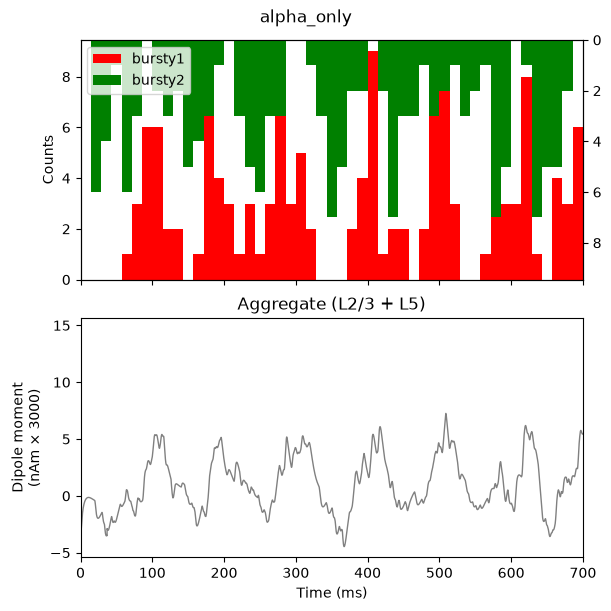 alpha_only
bursty1
bursty2
Counts
8
6
4
2
0
0
2
4
6
8
Aggregate (L2/3 + L5)
Dipole moment
(nAm × 3000)
15
10
5
0
−5
0 100 200 300 400 500 600 700
Time (ms)